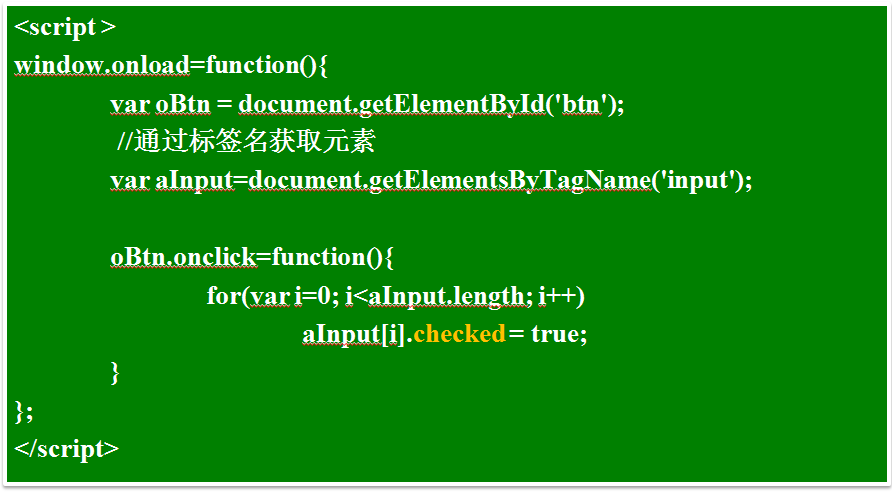 <script >
window.onload=function(){
var oBtn = document.getElementById('btn');
//通过标签名获取元素
var aInput=document.getElementsByTagName('input');
oBtn.onclick=function(){
for(var i=0; i<aInput.length; i++)
aInput[i].checked = true;
}
};
</script>